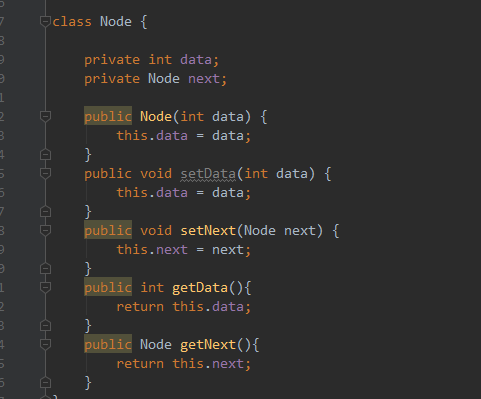 class Node {
private int data;
private Node next;
public Node(int data) {
this.data = data;
}
public void setData(int data) {
this.data = data;
}
public void setNext(Node next) {
this.next = next;
}
public int getData(){
return this.data;
}
public Node getNext(){
return this.next;
}